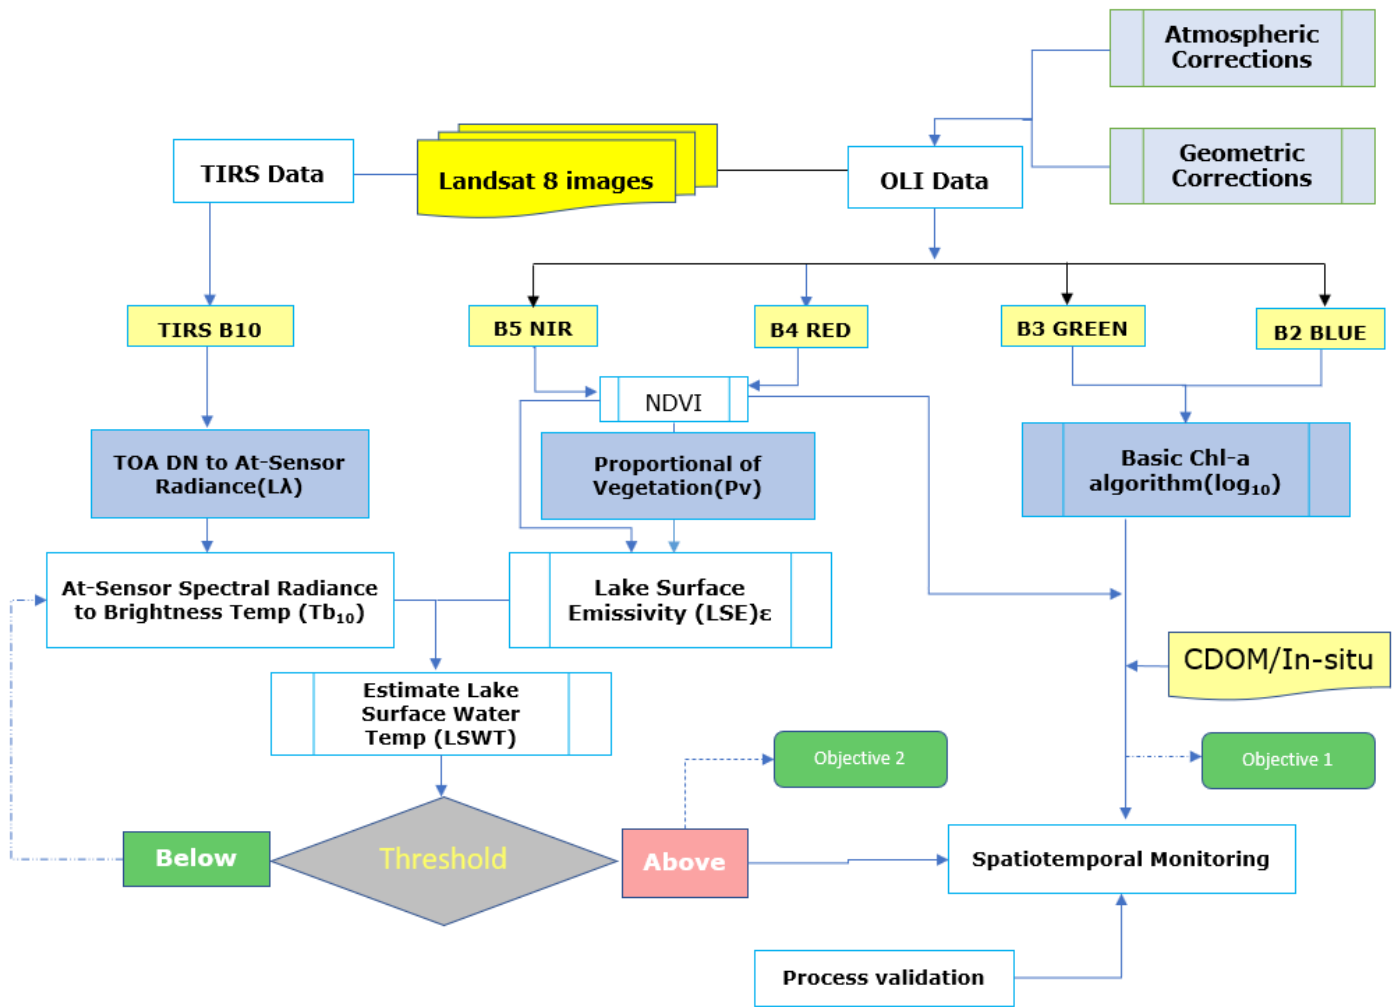 Atmospheric
Corrections
Geometric
Corrections
TIRS Data
Landsat 8 images
OLI Data
TIRS B10
B5 NIR
B4 RED
B3 GREEN
B2 BLUE
NDVI
TOA DN to At-Sensor
Radiance(Lλ)
Proportional of
Vegetation(Pv)
Basic Chl-a
algorithm(log₁₀)
At-Sensor Spectral Radiance
to Brightness Temp (Tb₁₀)
Lake Surface
Emissivity (LSE)ε
CDOM/In-situ
Estimate Lake
Surface Water
Temp (LSWT)
Objective 2
Objective 1
Below
Threshold
Above
Spatiotemporal Monitoring
Process validation